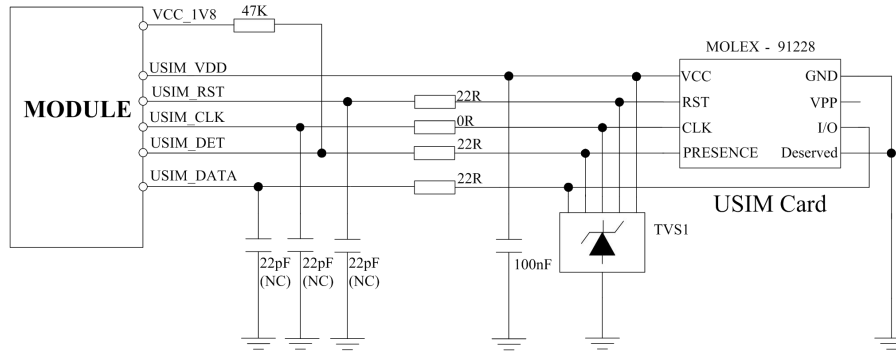 VCC_1V8
47K
MOLEX - 91228
USIM_VDD
VCC
GND
MODULE
USIM_RST
22R
RST
VPP
USIM_CLK
0R
CLK
I/O
USIM_DET
22R
PRESENCE
Deserved
USIM_DATA
22R
USIM Card
TVS1
22pF
(NC)
22pF
(NC)
22pF
(NC)
100nF